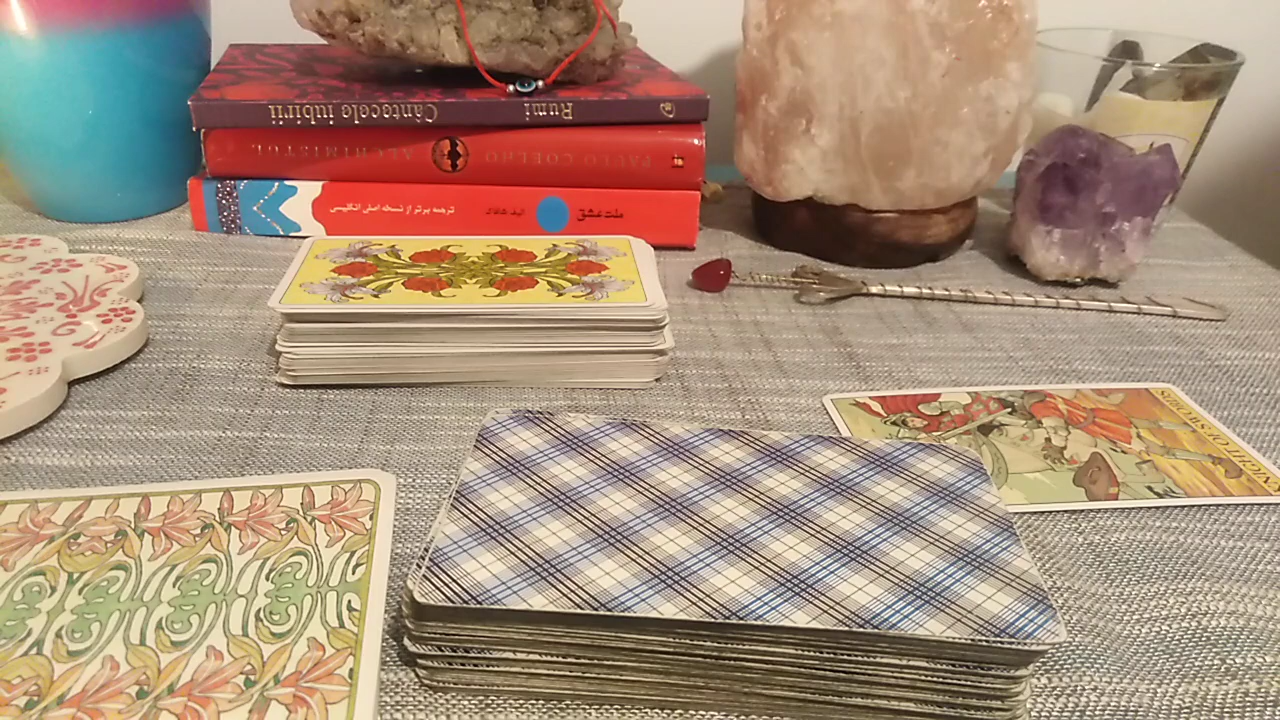 Cântecele iubirii
Rumi
ALCHIMISTUL
PAULO COELHO
ملت عشق
الیف شافاک
ترجمه برتر از نسخه اصلی انگلیسی
KNIGHT OF SWORDS